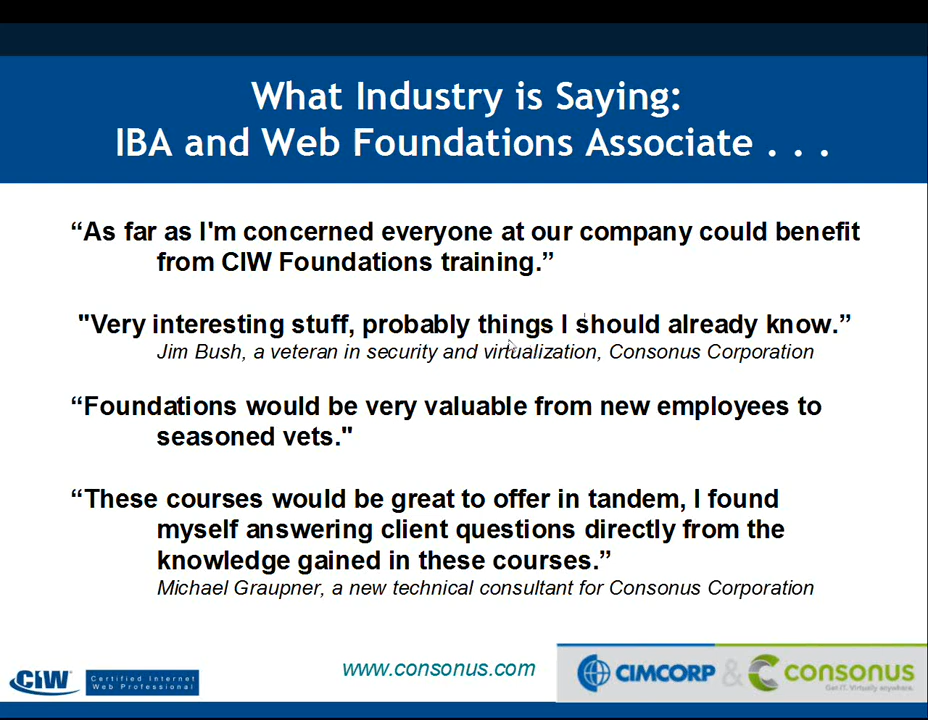 What Industry is Saying:
IBA and Web Foundations Associate . . .
“As far as I'm concerned everyone at our company could benefit
from CIW Foundations training.”
"Very interesting stuff, probably things I should already know.”
Jim Bush, a veteran in security and virtualization, Consonus Corporation
“Foundations would be very valuable from new employees to
seasoned vets."
“These courses would be great to offer in tandem, I found
myself answering client questions directly from the
knowledge gained in these courses.”
Michael Graupner, a new technical consultant for Consonus Corporation
CIW
Certified Internet
Web Professional
www.consonus.com
CIMCORP & consonus
Get IT. Virtually anywhere.